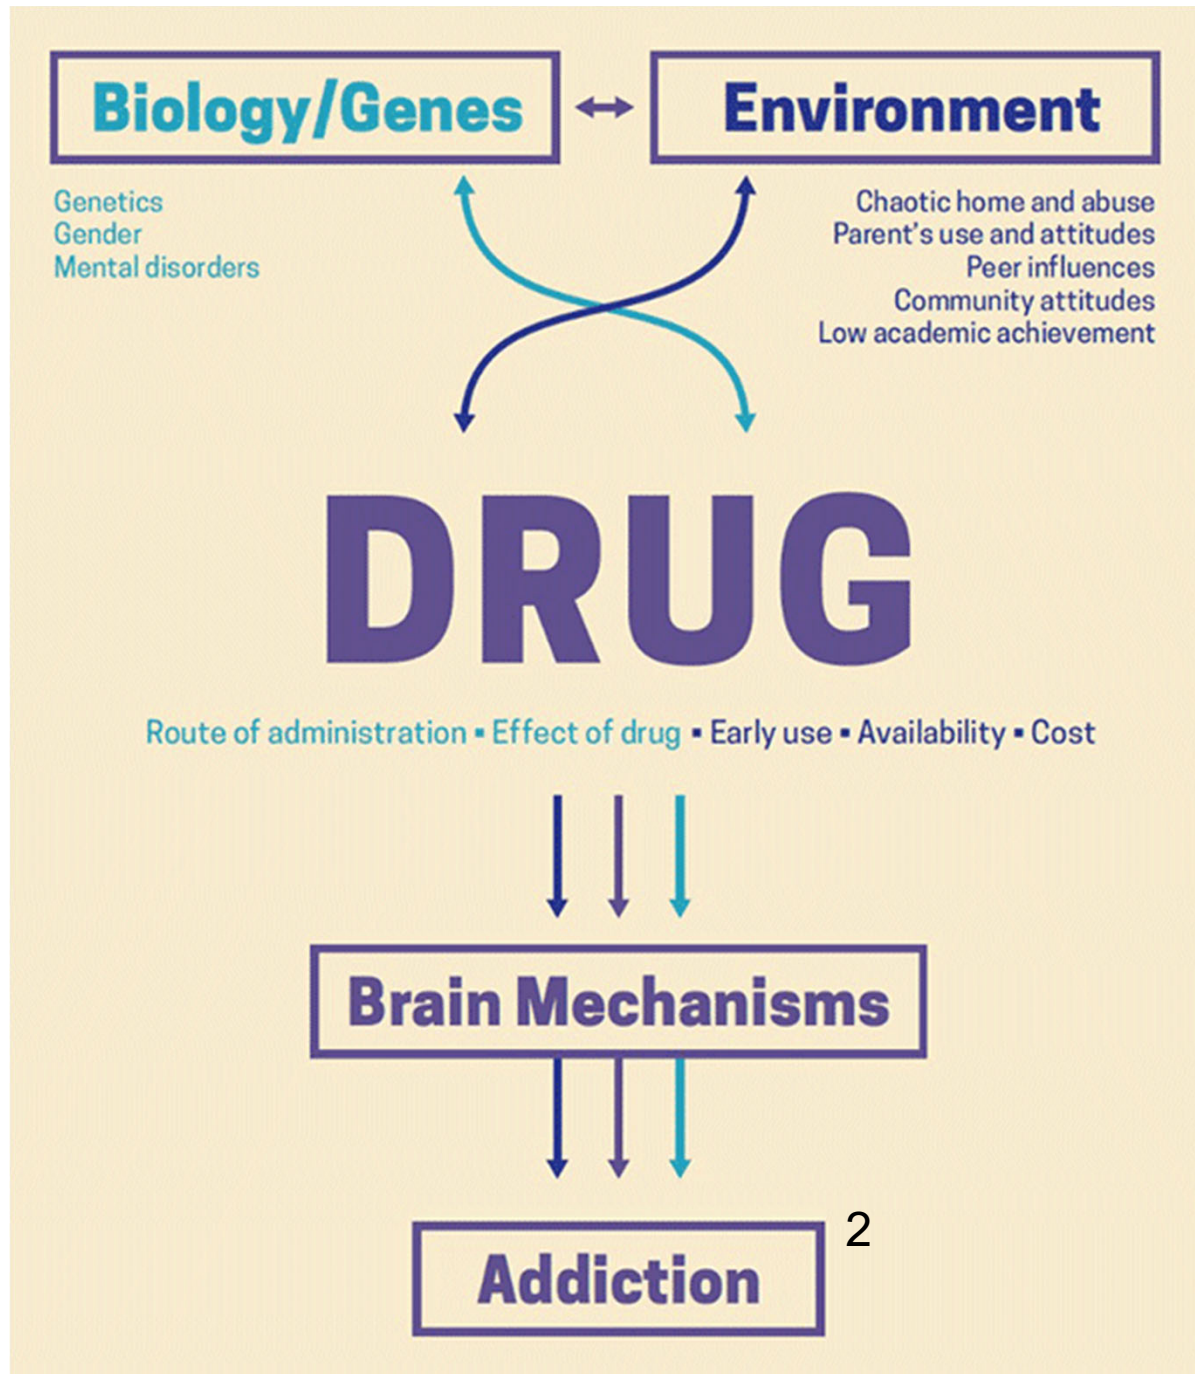 Biology/Genes
Environment
Genetics
Gender
Mental disorders
Chaotic home and abuse
Parent's use and attitudes
Peer influences
Community attitudes
Low academic achievement
DRUG
Route of administration ▪ Effect of drug ▪ Early use ▪ Availability ▪ Cost
Brain Mechanisms
Addiction
2